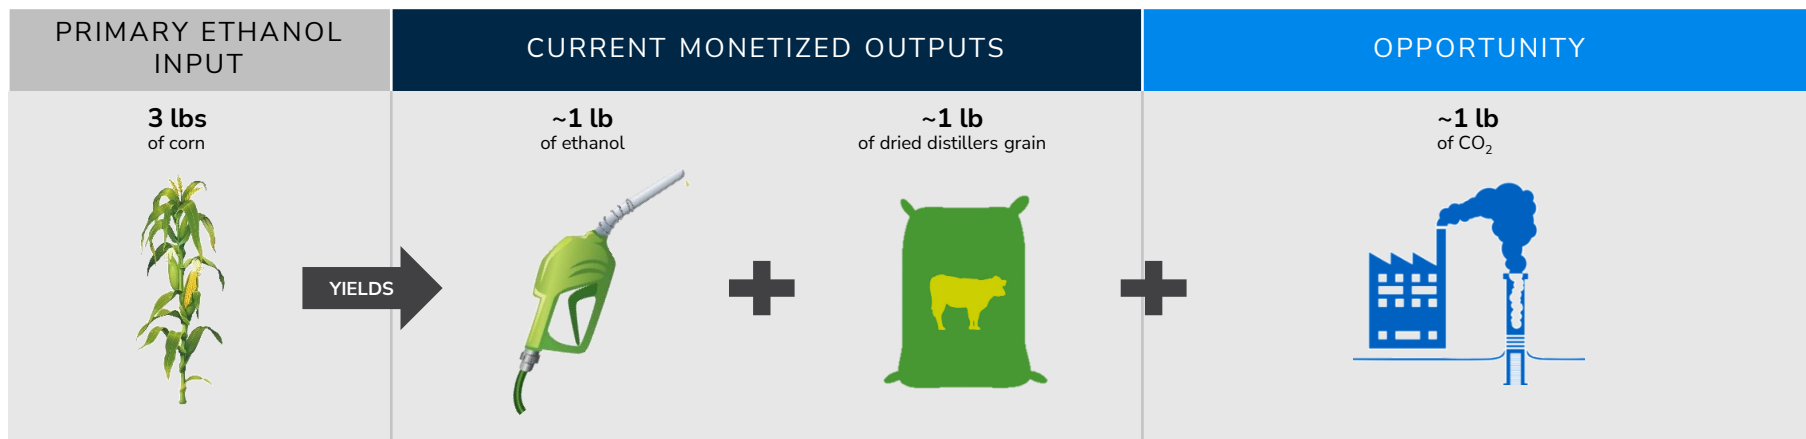 PRIMARY ETHANOL
INPUT
CURRENT MONETIZED OUTPUTS
OPPORTUNITY
3 lbs
of corn
~1 lb
of ethanol
~1 lb
of dried distillers grain
~1 lb
of CO₂
YIELDS